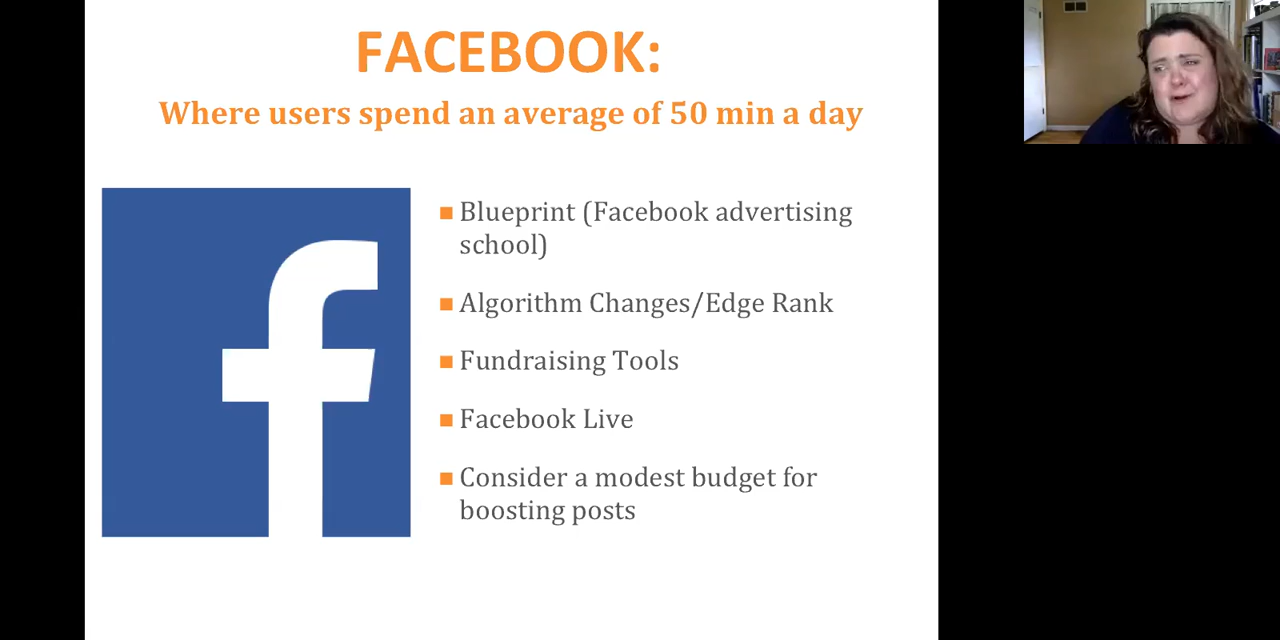 FACEBOOK:
Where users spend an average of 50 min a day
Blueprint (Facebook advertising
school)
Algorithm Changes/Edge Rank
Fundraising Tools
Facebook Live
Consider a modest budget for
boosting posts